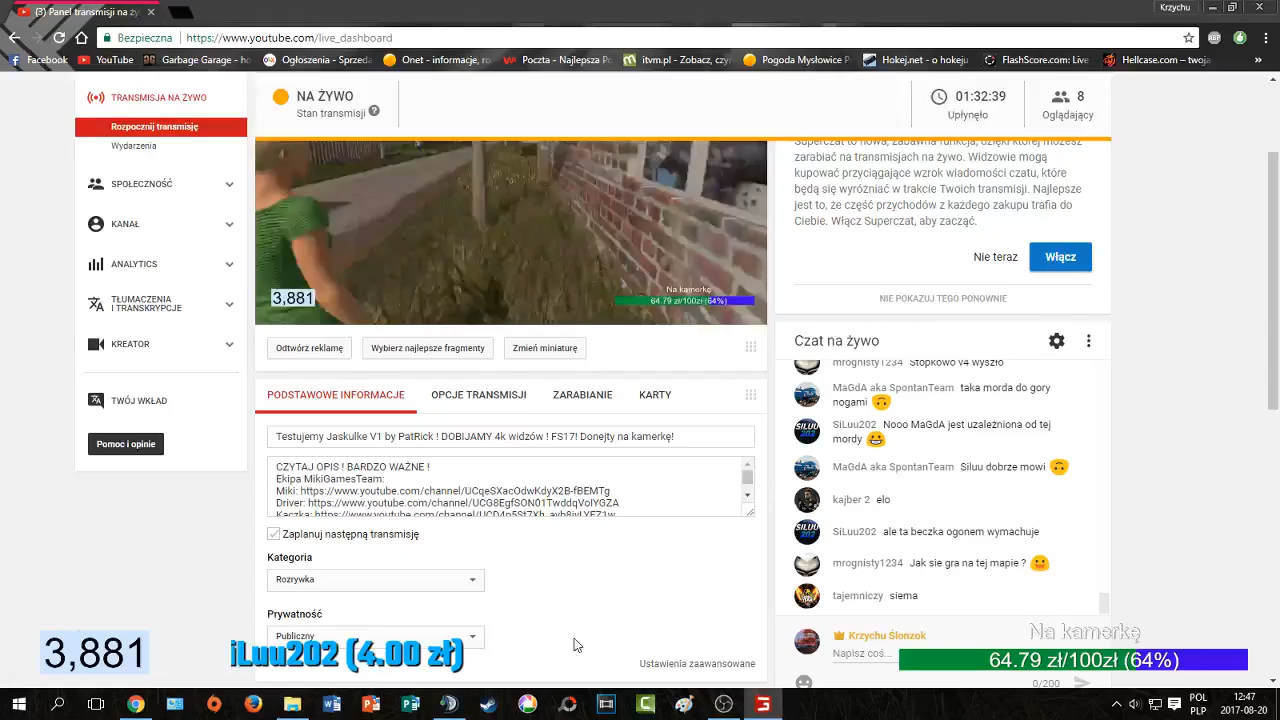 (3) Panel transmisji na ży
Krzychu
Bezpieczna
https://www.youtube.com/live_dashboard
Facebook
YouTube
Garbage Garage - ho
Ogłoszenia - Sprzeda
Onet - informacje, ro
Poczta - Najlepsza Po
itvm.pl - Zobacz, czyn
Pogoda Mysłowice P
Hokej.net - o hokeju
FlashScore.com: Live
Hellcase.com – twoja
TRANSMISJA NA ŻYWO
Rozpocznij transmisję
Wydarzenia
SPOŁECZNOŚĆ
KANAŁ
ANALYTICS
TŁUMACZENIA
I TRANSKRYPCJE
KREATOR
TWÓJ WKŁAD
Pomoc i opinie
NA ŻYWO
Stan transmisji
01:32:39
Upłynęło
8
Oglądający
Superczat to nowa, zabawna funkcja, dzięki której możesz
zarabiać na transmisjach na żywo. Widzowie mogą
kupować przyciągające wzrok wiadomości czatu, które
będą się wyróżniać w trakcie Twoich transmisji. Najlepsze
jest to, że część przychodów z każdego zakupu trafia do
Ciebie. Włącz Superczat, aby zacząć.
Nie teraz
Włącz
NIE POKAZUJ TEGO PONOWNIE
3,881
Na kamerkę
64.79 zł/100zł (64%)
Odtwórz reklamę
Wybierz najlepsze fragmenty
Zmień miniaturę
PODSTAWOWE INFORMACJE
OPCJE TRANSMISJI
ZARABIANIE
KARTY
Testujemy Jaskulke V1 by PatRick ! DOBIJAMY 4k widzów ! FS17! Donejty na kamerkę!
CZYTAJ OPIS ! BARDZO WAŻNE !
Ekipa MikiGamesTeam:
Miki: https://www.youtube.com/channel/UCqeSXacOdwKdyX2B-fBEMTg
Driver: https://www.youtube.com/channel/UCG8EgfSON01TwddqVoIYGZA
Zaplanuj następną transmisję
Kategoria
Rozrywka
Prywatność
Publiczny
Ustawienia zaawansowane
Czat na żywo
mrognisty1234 Stopkowo v4 wyszło
MaGdA aka SpontanTeam taka morda do gory
nogami
SiLuu202 Nooo MaGdA jest uzależniona od tej
mordy
MaGdA aka SpontanTeam Siluu dobrze mowi
kajber 2 elo
SiLuu202 ale ta beczka ogonem wymachuje
mrognisty1234 Jak sie gra na tej mapie ?
tajemniczy siema
Krzychu Ślonzok
Napisz coś...
0/200
3,881
iLuu202 (4.00 zł)
Na kamerkę
64.79 zł/100zł (64%)
POL
PLP
12:47
2017-08-20